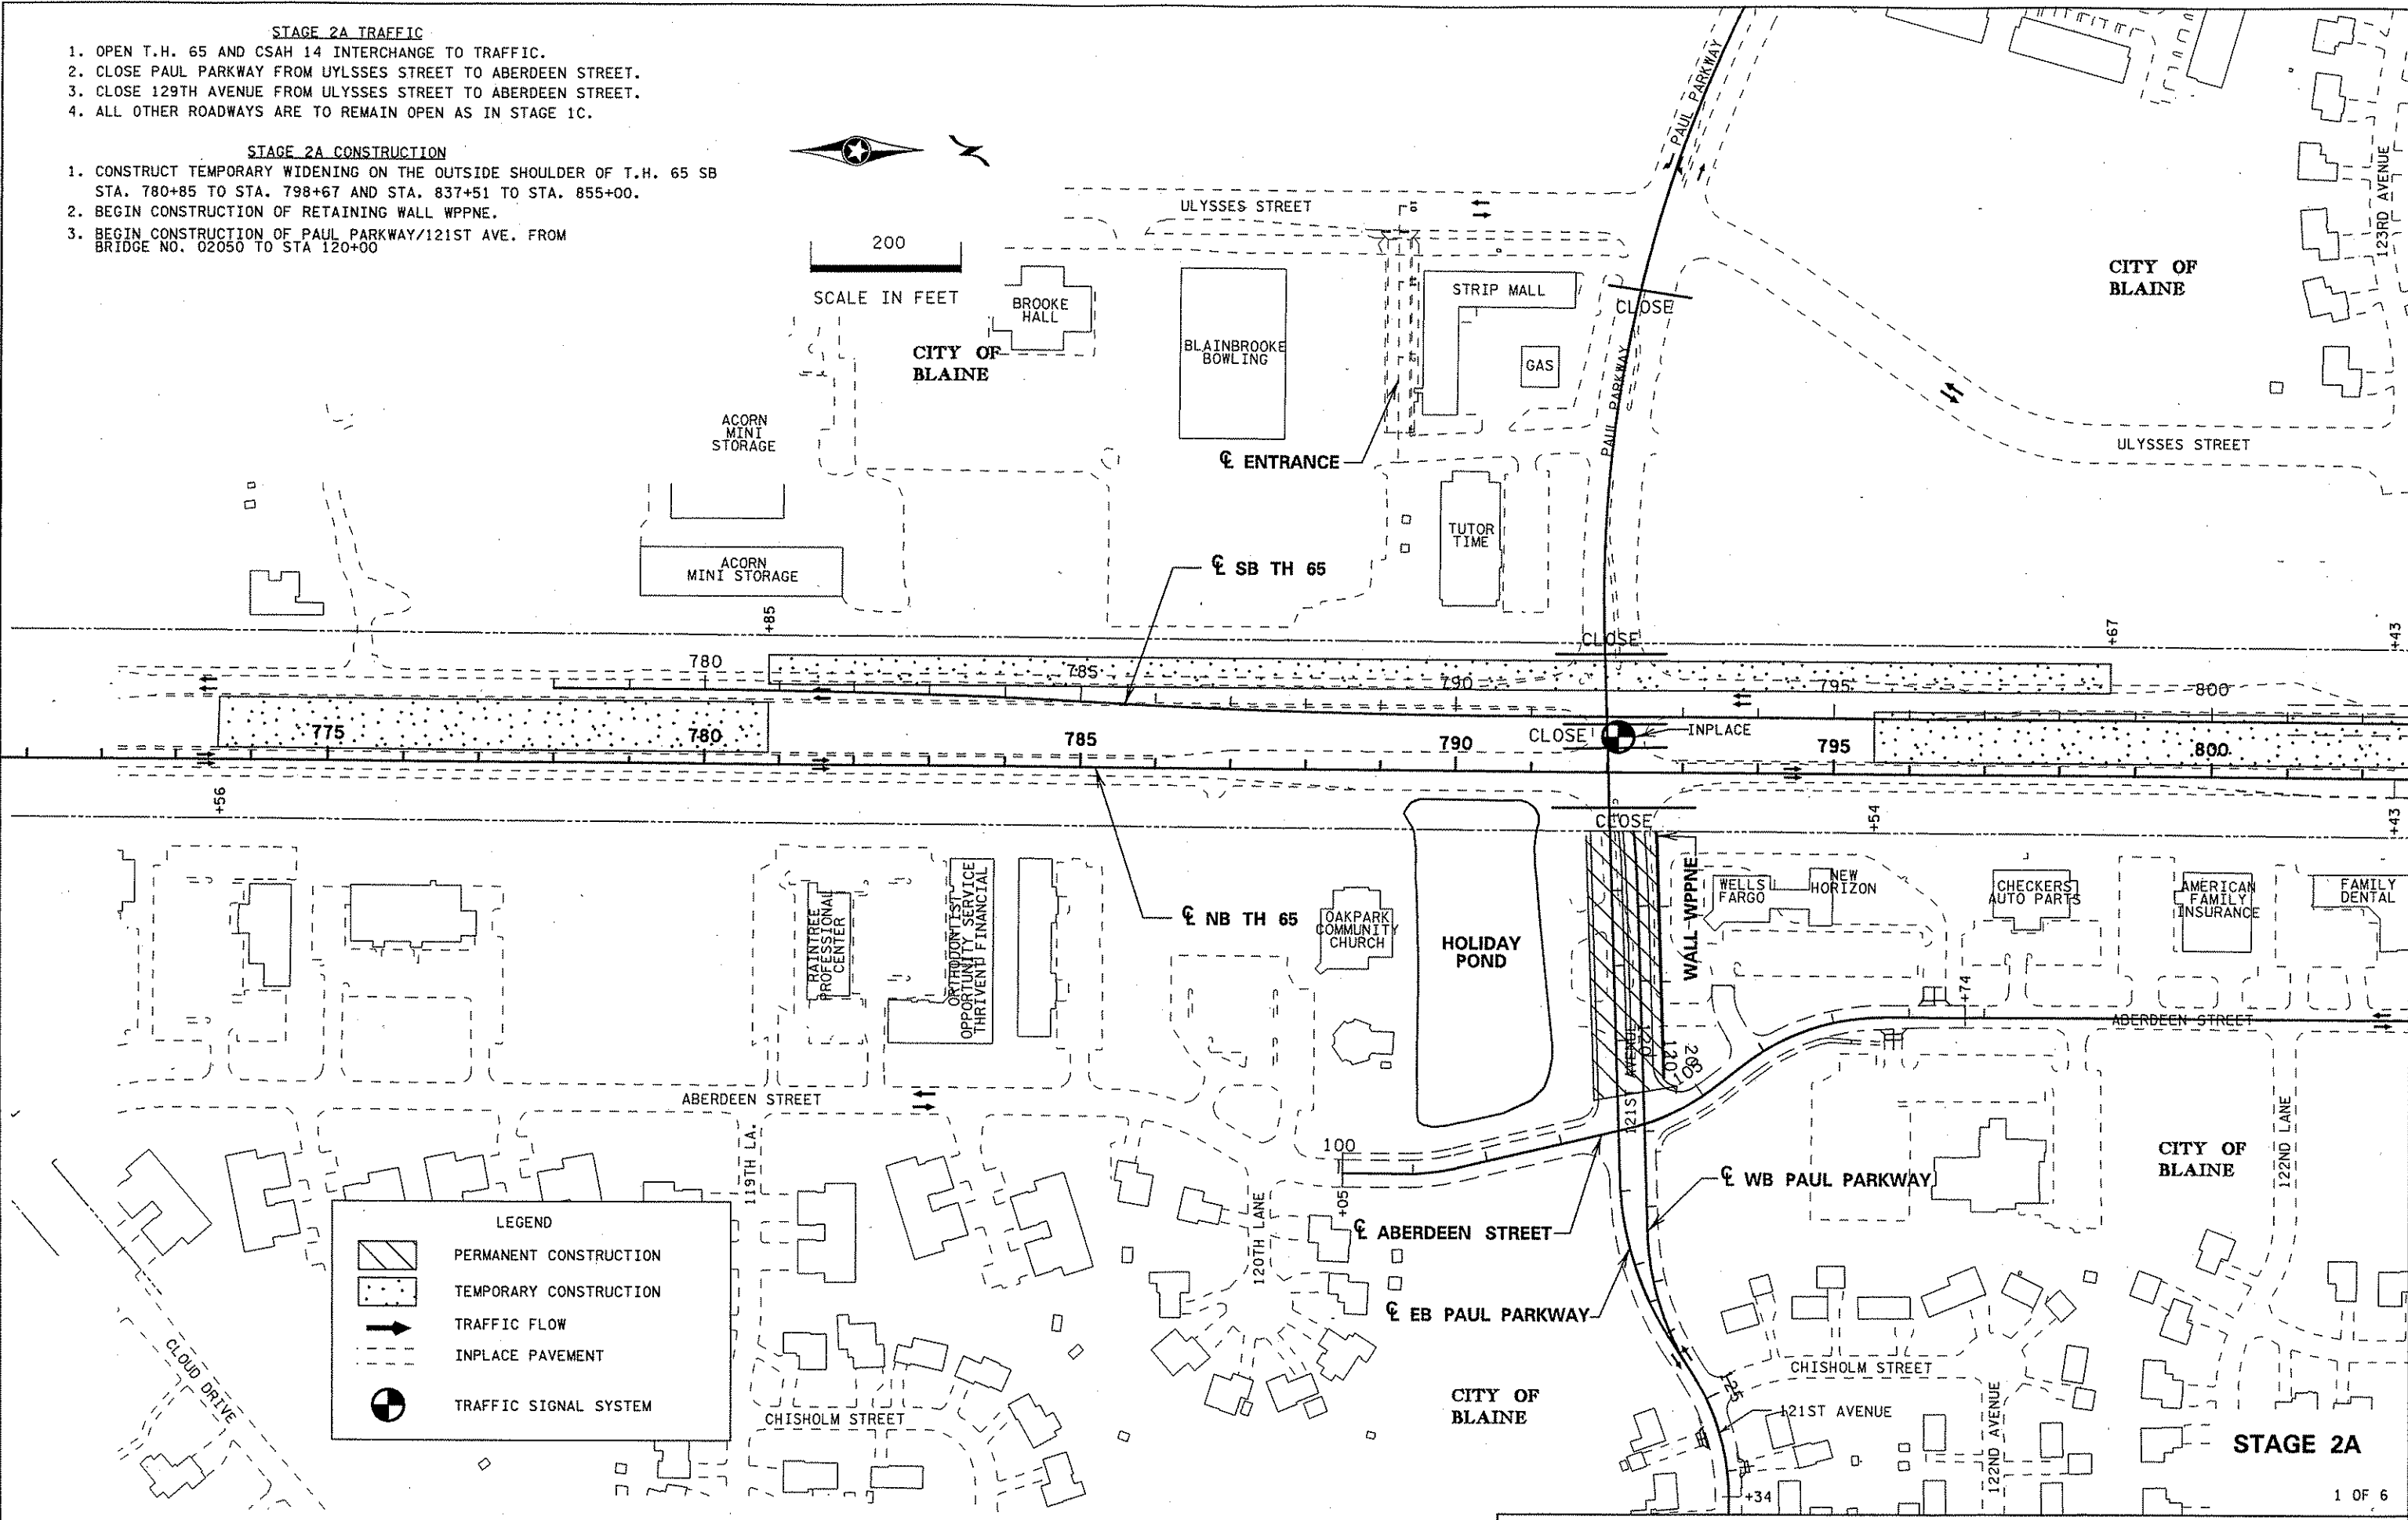 STAGE 2A TRAFFIC
1. OPEN T.H. 65 AND CSAH 14 INTERCHANGE TO TRAFFIC.
2. CLOSE PAUL PARKWAY FROM UYLSSES STREET TO ABERDEEN STREET.
3. CLOSE 129TH AVENUE FROM ULYSSES STREET TO ABERDEEN STREET.
4. ALL OTHER ROADWAYS ARE TO REMAIN OPEN AS IN STAGE 1C.
STAGE 2A CONSTRUCTION
1. CONSTRUCT TEMPORARY WIDENING ON THE OUTSIDE SHOULDER OF T.H. 65 SB
STA. 780+85 TO STA. 798+67 AND STA. 837+51 TO STA. 855+00.
2. BEGIN CONSTRUCTION OF RETAINING WALL WPPNE.
3. BEGIN CONSTRUCTION OF PAUL PARKWAY/121ST AVE. FROM
BRIDGE NO. 02050 TO STA 120+00
200
SCALE IN FEET
PAUL PARKWAY
ULYSSES STREET
123RD AVENUE
CITY OF
BLAINE
BROOKE
HALL
CITY OF
BLAINE
BLAINBROOKE
BOWLING
STRIP MALL
GAS
CLOSE
PAUL PARKWAY
ACORN
MINI
STORAGE
℄ ENTRANCE
ULYSSES STREET
TUTOR
TIME
ACORN
MINI STORAGE
℄ SB TH 65
+85
CLOSE
+67
+43
780
785
790
795
800
775
780
785
790
CLOSE
INPLACE
795
800
+56
CLOSE
+54
+43
RAINTREE
PROFESSIONAL
CENTER
ORTHODONTIST
OPPORTUNITY SERVICE
THRIVENT FINANCIAL
℄ NB TH 65
OAKPARK
COMMUNITY
CHURCH
HOLIDAY
POND
WALL WPPNE
WELLS
FARGO
NEW
HORIZON
CHECKERS
AUTO PARTS
AMERICAN
FAMILY
INSURANCE
FAMILY
DENTAL
+74
ABERDEEN STREET
121ST AVENUE
120
120
200
103
ABERDEEN STREET
119TH LA.
100
+05
120TH LANE
℄ WB PAUL PARKWAY
℄ ABERDEEN STREET
℄ EB PAUL PARKWAY
122ND LANE
CITY OF
BLAINE
LEGEND
PERMANENT CONSTRUCTION
TEMPORARY CONSTRUCTION
TRAFFIC FLOW
INPLACE PAVEMENT
TRAFFIC SIGNAL SYSTEM
CLOUD DRIVE
CHISHOLM STREET
CITY OF
BLAINE
CHISHOLM STREET
125
121ST AVENUE
122ND AVENUE
+34
STAGE 2A
1 OF 6